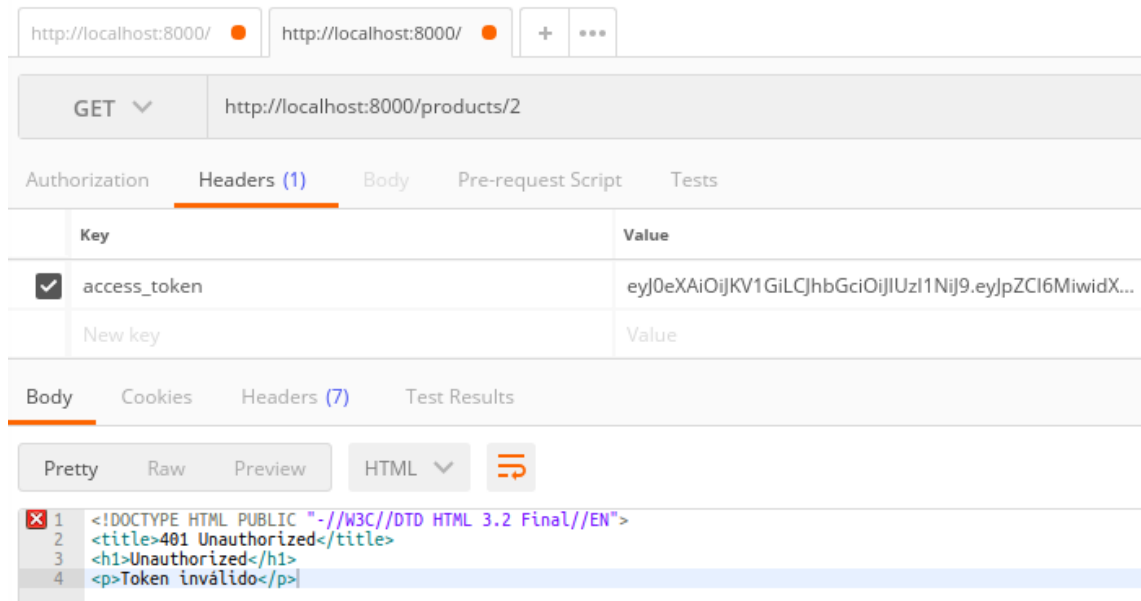 http://localhost:8000/ http://localhost:8000/ + •••
GET http://localhost:8000/products/2
Authorization Headers (1) Body Pre-request Script Tests
Key Value
access_token eyJ0eXAiOiJKV1GiLCJhbGciOiJIUzI1NiJ9.eyJpZCI6MiwidX...
New key Value
Body Cookies Headers (7) Test Results
Pretty Raw Preview HTML
1 <!DOCTYPE HTML PUBLIC "-//W3C//DTD HTML 3.2 Final//EN">
2 <title>401 Unauthorized</title>
3 <h1>Unauthorized</h1>
4 <p>Token inválido</p>